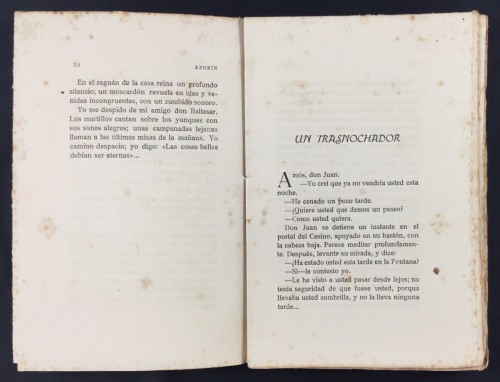 82
AZORÍN
En el zaguán de la casa reina un profundo
silencio; un moscardón revuela en idas y ve-
nidas incongruentes, con un zumbido sonoro.
Yo me despido de mi amigo don Baltasar.
Los martillos cantan sobre los yunques con
sus sones alegres; unas campanadas lejanas
llaman a las últimas misas de la mañana. Yo
camino despacio; yo digo: «Las cosas bellas
debían ser eternas»...
UN TRASNOCHADOR
Amós, don Juan.
—Yo creí que ya no vendría usted esta
noche.
—He cenado un poco tarde.
—¿Quiere usted que demos un paseo?
—Como usted quiera.
Don Juan se detiene un instante en el
portal del Casino, apoyado en su bastón, con
la cabeza baja. Parece meditar profundamen-
te. Después, levante su mirada, y dice:
—¿Ha estado usted esta tarde en la Fontana?
—Sí—le contesto yo.
—Le he visto a usted pasar desde lejos; no
tenía seguridad de que fuese usted, porque
llevaba usted sombrilla, y no la lleva ninguna
tarde...